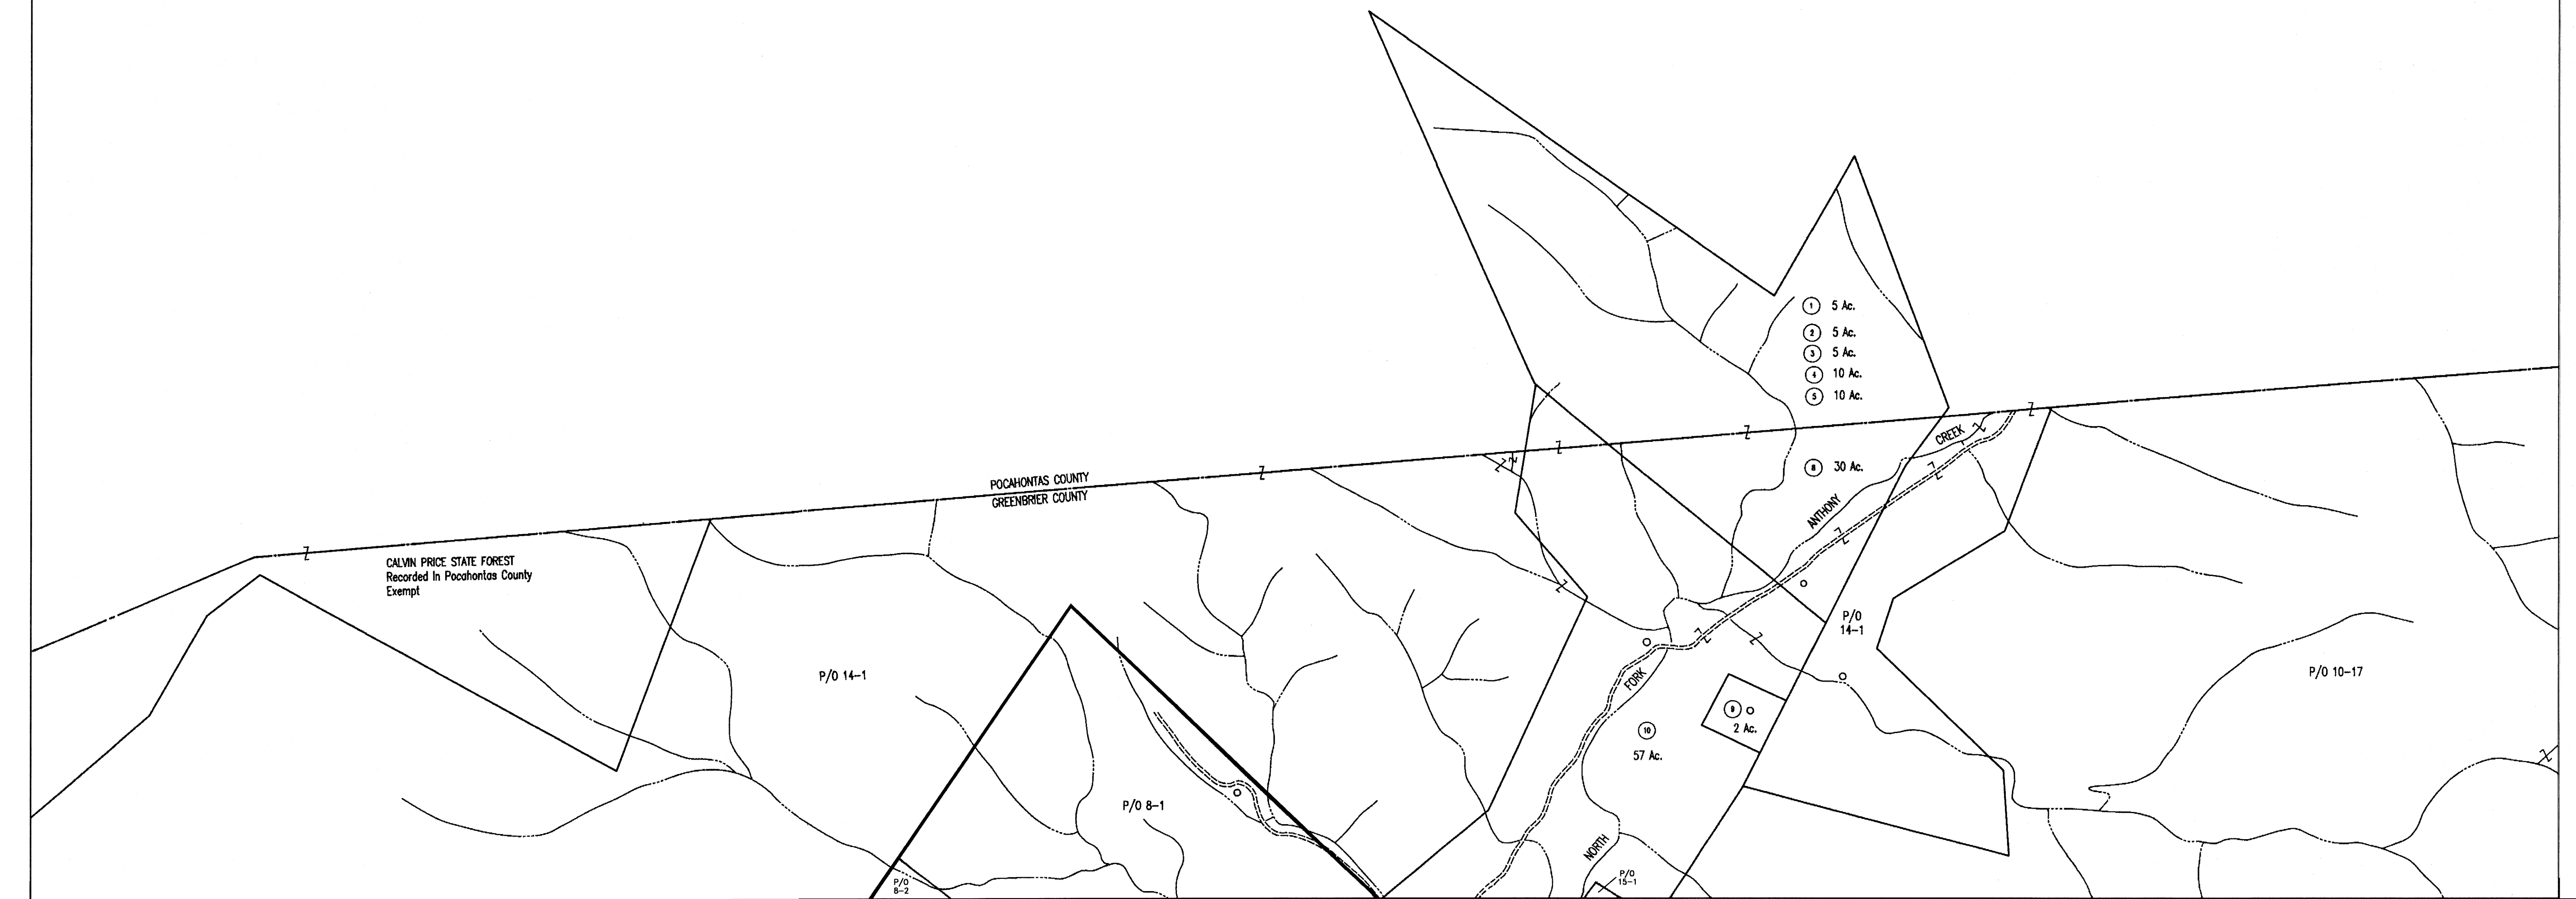 1 5 Ac.
2 5 Ac.
3 5 Ac.
4 10 Ac.
5 10 Ac.
CREEK
8 30 Ac.
POCAHONTAS COUNTY
GREENBRIER COUNTY
ANTHONY
CALVIN PRICE STATE FOREST
Recorded In Pocahontas County
Exempt
P/O
14-1
P/O 14-1
P/O 10-17
FORK
9
2 Ac.
10
57 Ac.
P/O 8-1
NORTH
P/O
8-2
P/O
15-1